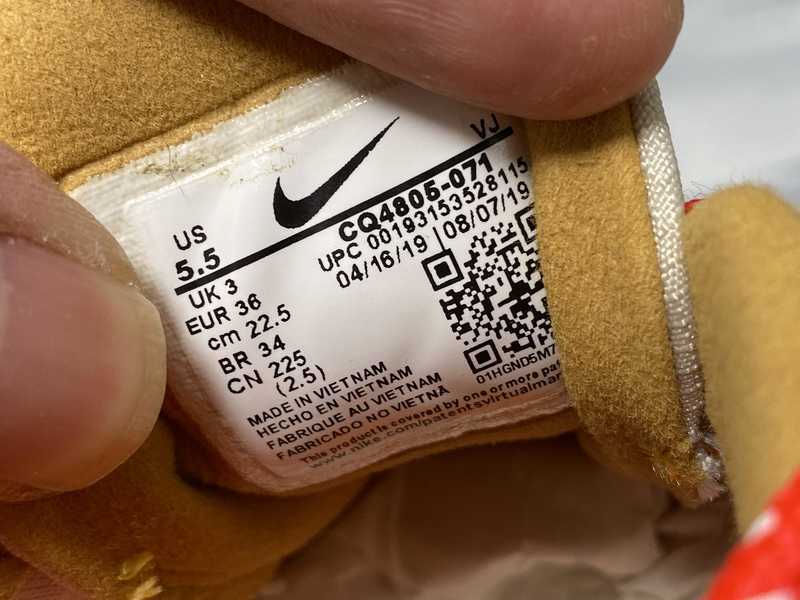 VJ
US
5.5
CQ4805-071
UPC 00193153528115
04/16/19 | 08/07/19
UK 3
EUR 36
cm 22.5
BR 34
CN 225
(2.5)
01HGND5M7
MADE IN VIETNAM
HECHO EN VIETNAM
FABRIQUE AU VIETNAM
FABRICADO NO VIETNÃ
This product is covered by one or more
www.nike.com/patents